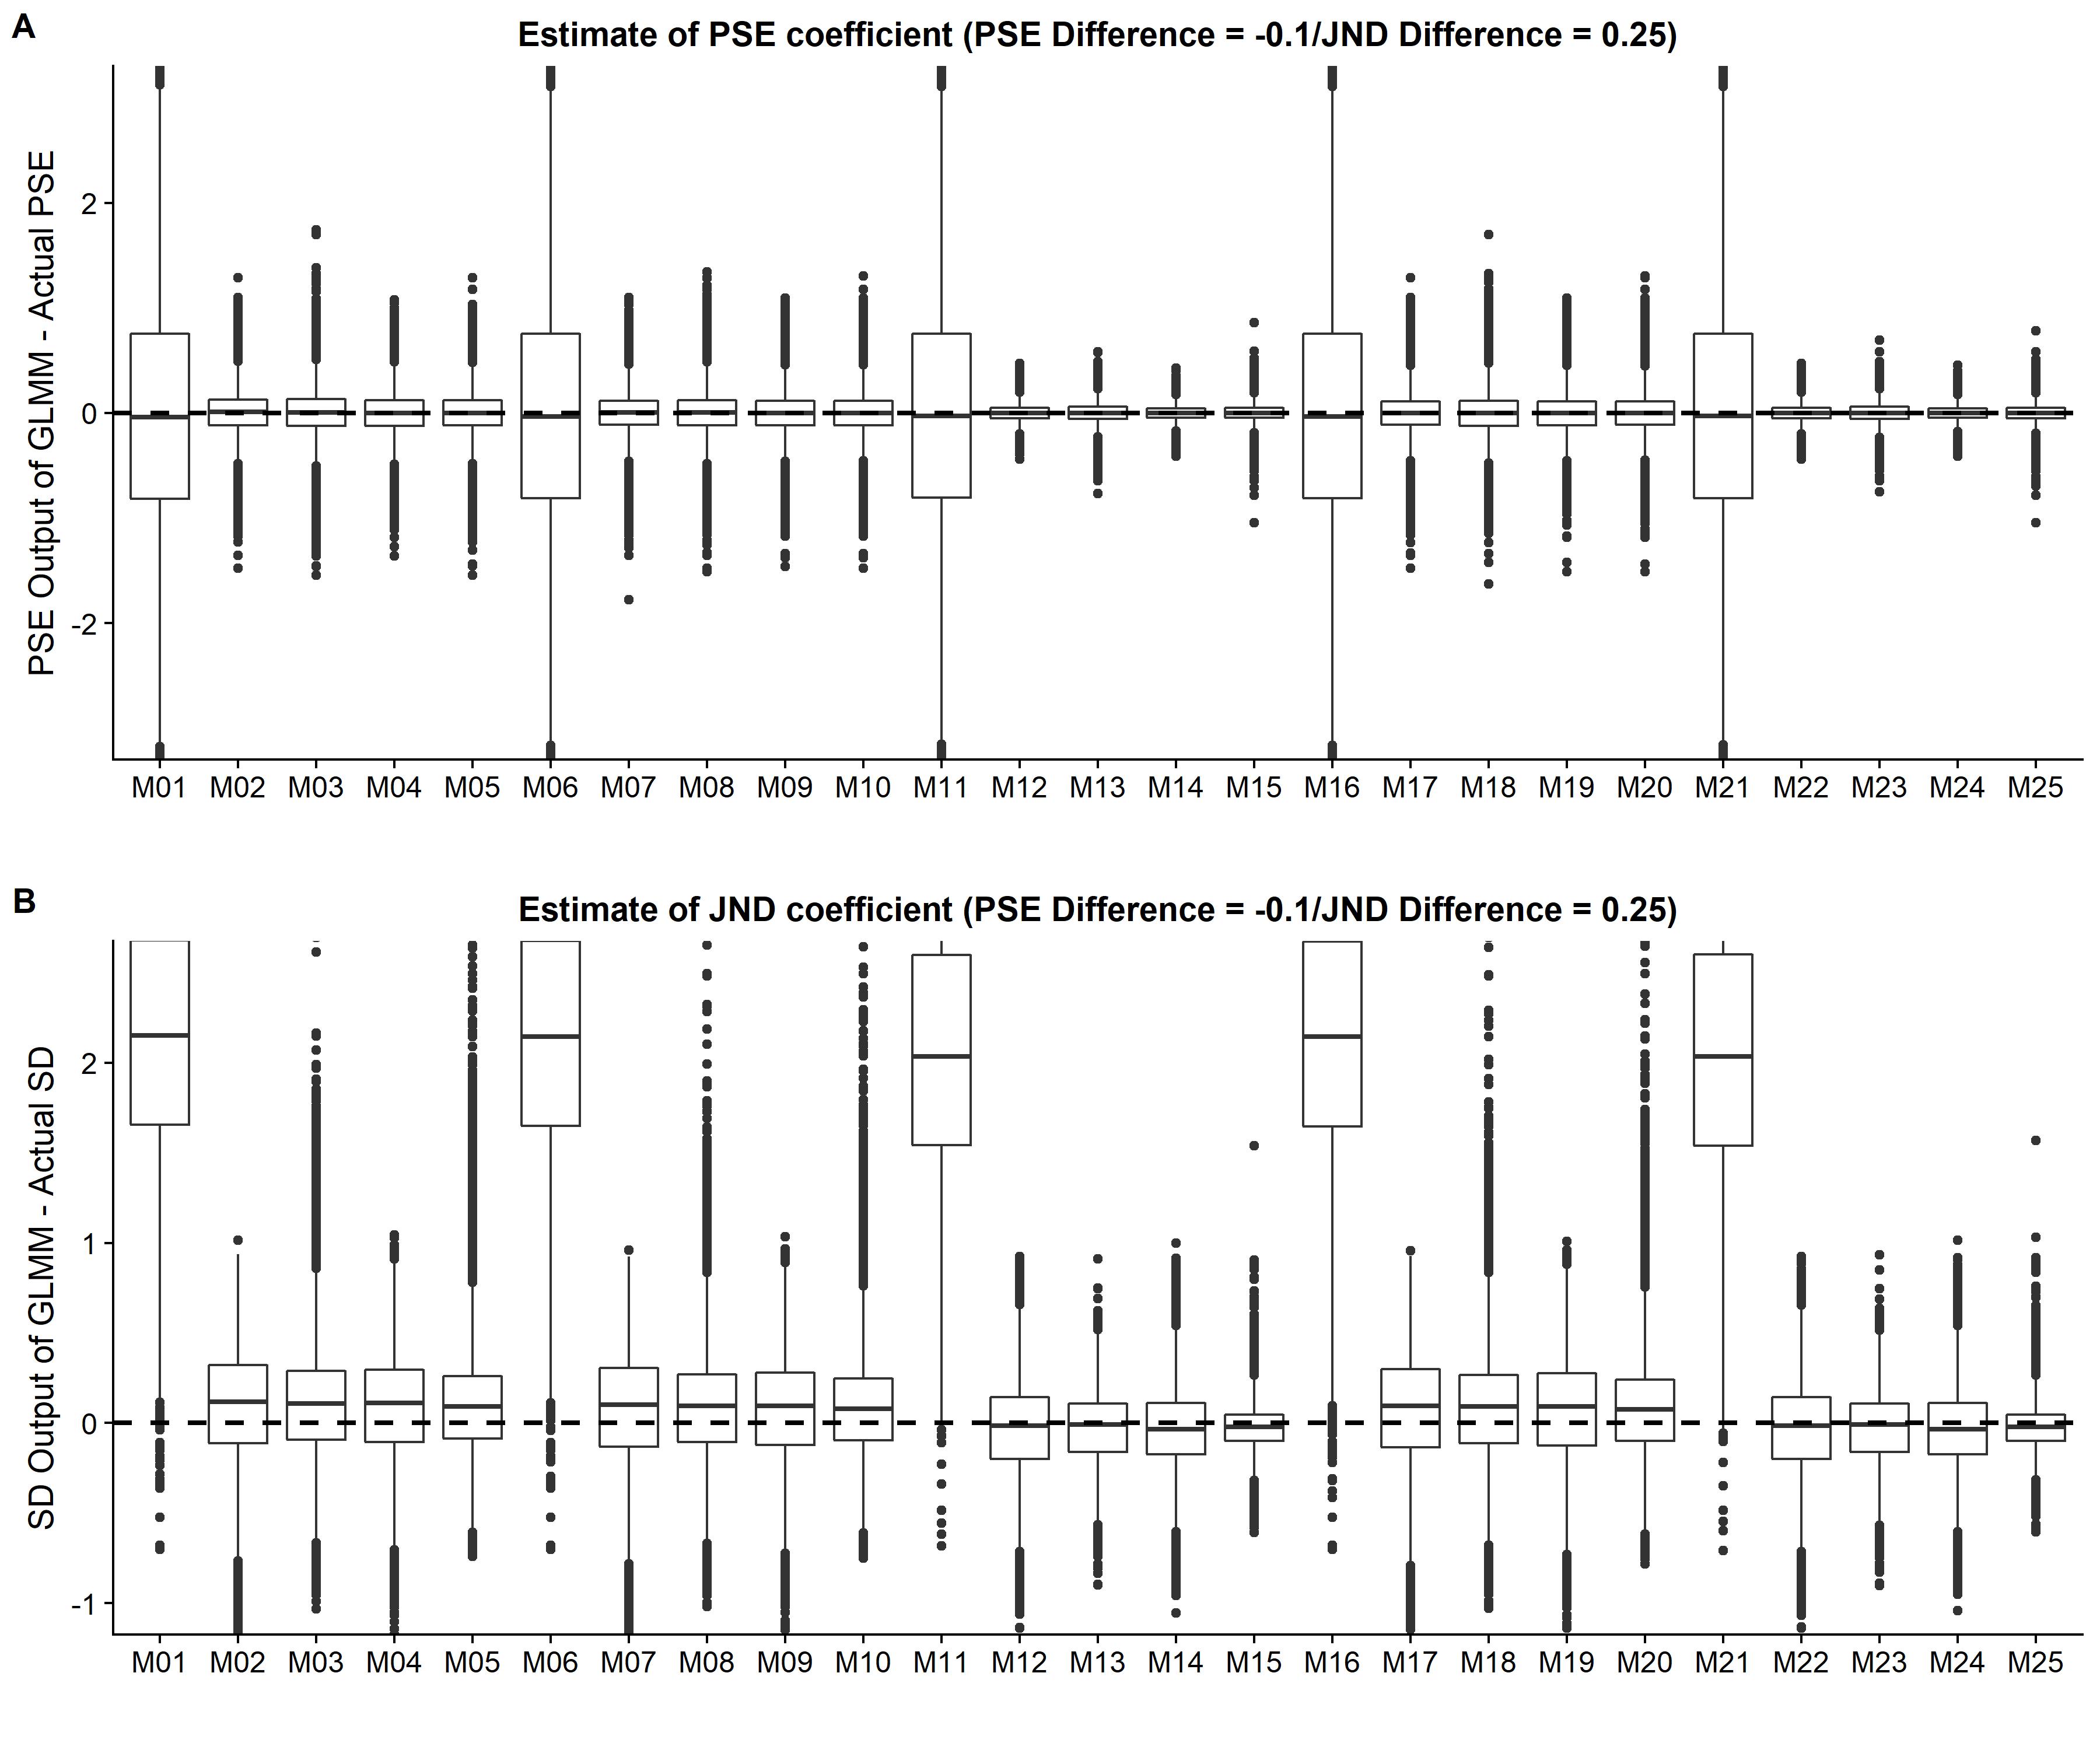 A
Estimate of PSE coefficient (PSE Difference = -0.1/JND Difference = 0.25)
PSE Output of GLMM - Actual PSE
2
0
-2
M01 M02 M03 M04 M05 M06 M07 M08 M09 M10 M11 M12 M13 M14 M15 M16 M17 M18 M19 M20 M21 M22 M23 M24 M25
B
Estimate of JND coefficient (PSE Difference = -0.1/JND Difference = 0.25)
SD Output of GLMM - Actual SD
2
1
0
-1
M01 M02 M03 M04 M05 M06 M07 M08 M09 M10 M11 M12 M13 M14 M15 M16 M17 M18 M19 M20 M21 M22 M23 M24 M25